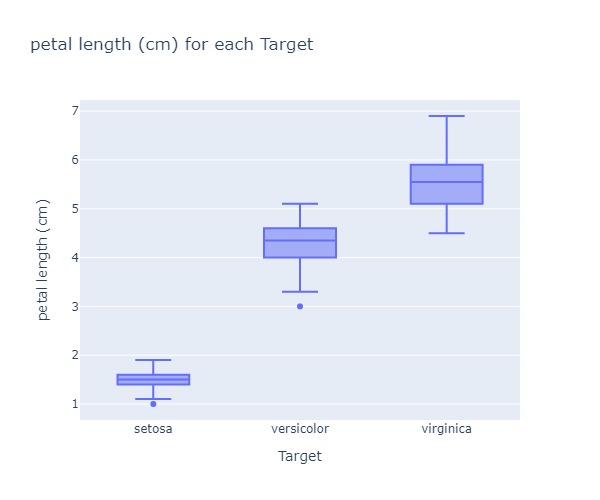 petal length (cm) for each Target
petal length (cm)
7
6
5
4
3
2
1
setosa versicolor virginica
Target